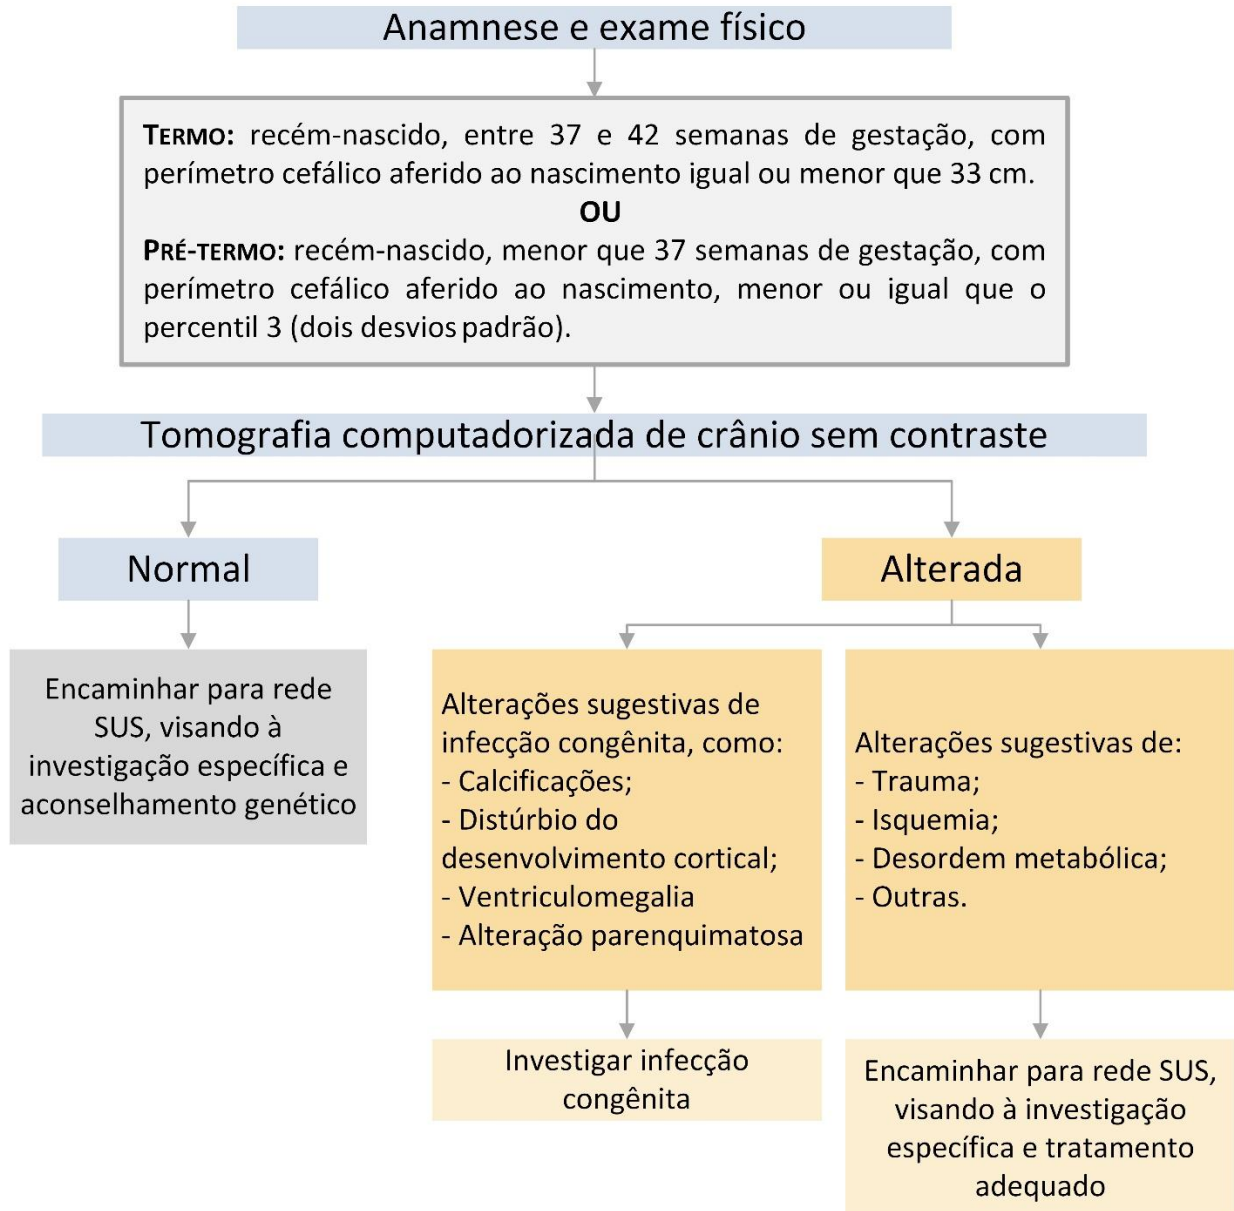 Anamnese e exame físico
TERMO: recém-nascido, entre 37 e 42 semanas de gestação, com
perímetro cefálico aferido ao nascimento igual ou menor que 33 cm.
OU
PRÉ-TERMO: recém-nascido, menor que 37 semanas de gestação, com
perímetro cefálico aferido ao nascimento, menor ou igual que o
percentil 3 (dois desvios padrão).
Tomografia computadorizada de crânio sem contraste
Normal
Alterada
Encaminhar para rede
SUS, visando à
investigação específica e
aconselhamento genético
Alterações sugestivas de
infecção congênita, como:
- Calcificações;
- Distúrbio do
desenvolvimento cortical;
- Ventriculomegalia
- Alteração parenquimatosa
Alterações sugestivas de:
- Trauma;
- Isquemia;
- Desordem metabólica;
- Outras.
Investigar infecção
congênita
Encaminhar para rede SUS,
visando à investigação
específica e tratamento
adequado